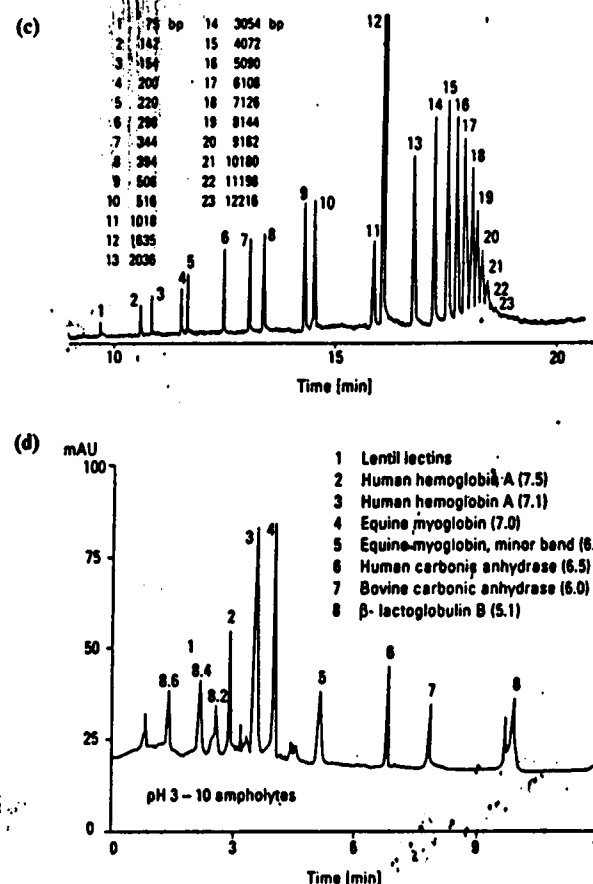 (c)
1 75 bp 14 3054 bp
2 142 15 4072
3 154 16 5090
4 200 17 6108
5 220 18 7126
6 298 19 8144
7 344 20 9162
8 394 21 10180
9 506 22 11198
10 516 23 12216
11 1018
12 1635
13 2036
12
1 2 3 4 5 6 7 8 9 10 11 13 14 15 16 17 18 19 20 21 22 23
10 15 20
Time [min]
(d)
mAU
100
75
50
25
0
1 Lentil lectins
2 Human hemoglobin A (7.5)
3 Human hemoglobin A (7.1)
4 Equine myoglobin (7.0)
5 Equine myoglobin, minor band (6.
6 Human carbonic anhydrase (6.5)
7 Bovine carbonic anhydrase (6.0)
8 β- lactoglobulin B (5.1)
8.6 1 8.4 8.2 2 3 4 5 6 7 8
pH 3 – 10 ampholytes
0 3 6 9
Time [min]